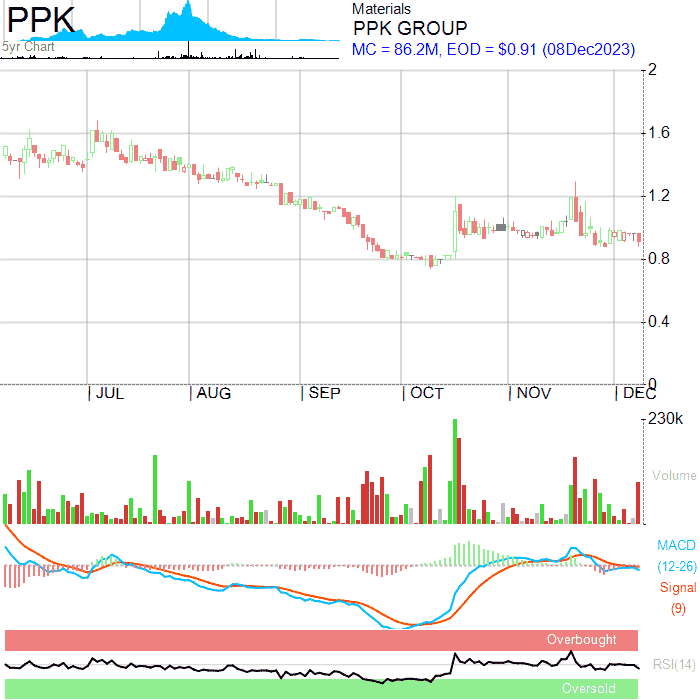 PPK
5yr Chart
Materials
PPK GROUP
MC = 86.2M, EOD = $0.91 (08Dec2023)
2
1.6
1.2
0.8
0.4
0
JUL AUG SEP OCT NOV DEC
230k
Volume
MACD
(12-26)
Signal
(9)
Overbought
RSI(14)
Oversold